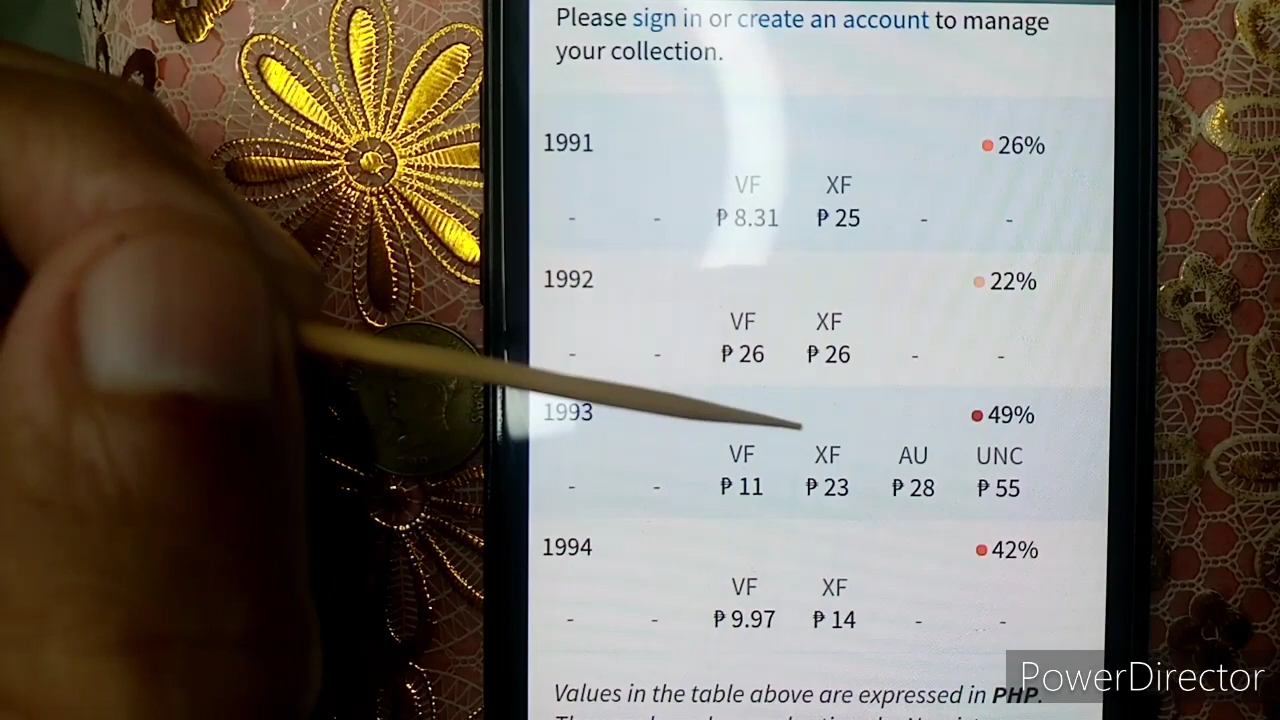 Please sign in or create an account to manage
your collection.
1991 26%
VF XF
- - ₱ 8.31 ₱ 25 - -
1992 22%
VF XF
- - ₱ 26 ₱ 26 - -
1993 49%
VF XF AU UNC
- - ₱ 11 ₱ 23 ₱ 28 ₱ 55
1994 42%
VF XF
- - ₱ 9.97 ₱ 14 - -
Values in the table above are expressed in PHP.
PowerDirector